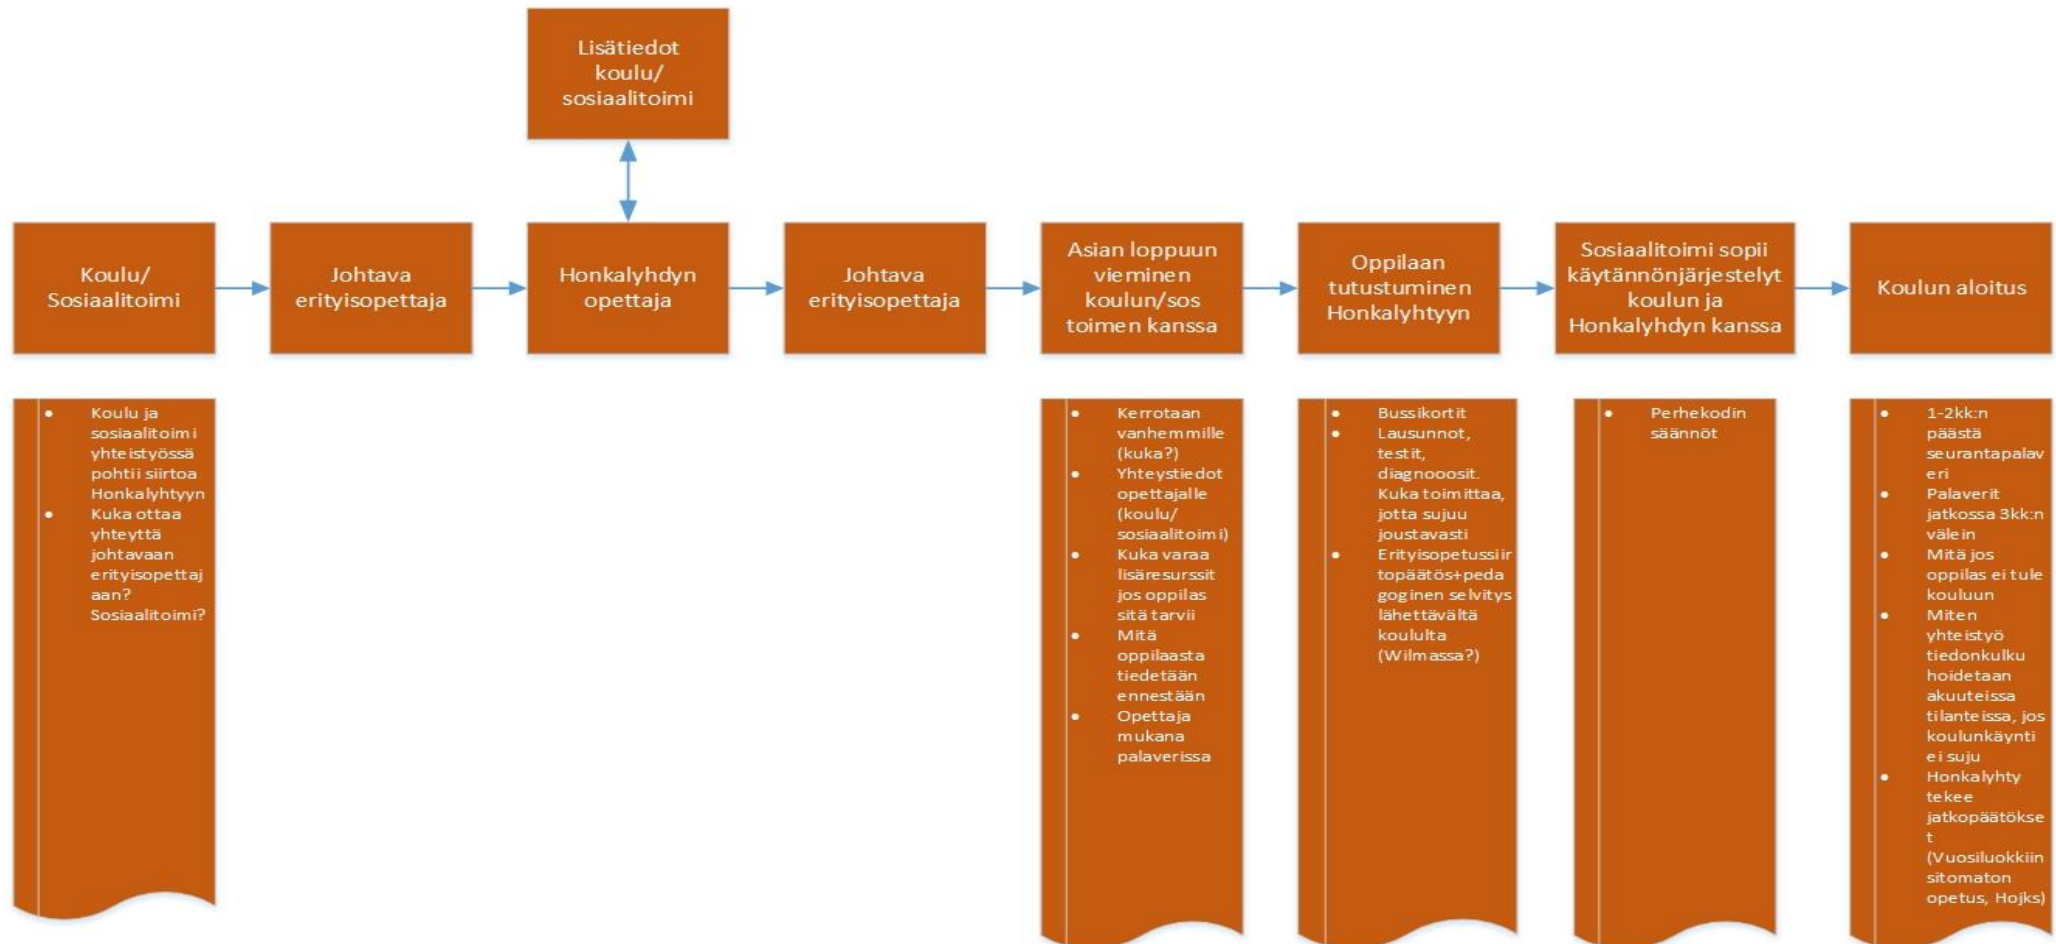 Lisätiedot
koulu/
sosiaalitoimi
Koulu/
Sosiaalitoimi
Johtava
erityisopettaja
Honkalyhdyn
opettaja
Johtava
erityisopettaja
Asian loppuun
vieminen
koulun/sos
toimen kanssa
Oppilaan
tutustuminen
Honkalyhtyyn
Sosiaalitoimi sopii
käytännönjärjestelyt
koulun ja
Honkalyhdyn kanssa
Koulun aloitus
• Koulu ja
sosiaalitoimi
yhteistyössä
pohtii siirtoa
Honkalyhtyyn
• Kuka ottaa
yhteyttä
johtavaan
erityisopettaj
aan?
Sosiaalitoimi?
• Kerrotaan
vanhemmille
(kuka?)
• Yhteystiedot
opettajalle
(koulu/
sosiaalitoimi)
• Kuka varaa
lisäresurssit
jos oppilas
sitä tarvii
• Mitä
oppilaasta
tiedetään
ennestään
• Opettaja
mukana
palaverissa
• Bussikortit
• Lausunnot,
testit,
diagnooosit.
Kuka toimittaa,
jotta sujuu
joustavasti
• Erityisopetussiir
topäätös+peda
goginen selvitys
lähettävältä
koululta
(Wilmassa?)
• Perhekodin
säännöt
• 1-2kk:n
päästä
seurantapalav
eri
• Palaverit
jatkossa 3kk:n
välein
• Mitä jos
oppilas ei tule
kouluun
• Miten
yhteistyö
tiedonkulku
hoidetaan
akuuteissa
tilanteissa, jos
koulunkäynti
ei suju
• Honkalyhty
tekee
jatkopäätökse
t
(Vuosiluokkiin
sitomaton
opetus, Hojks)